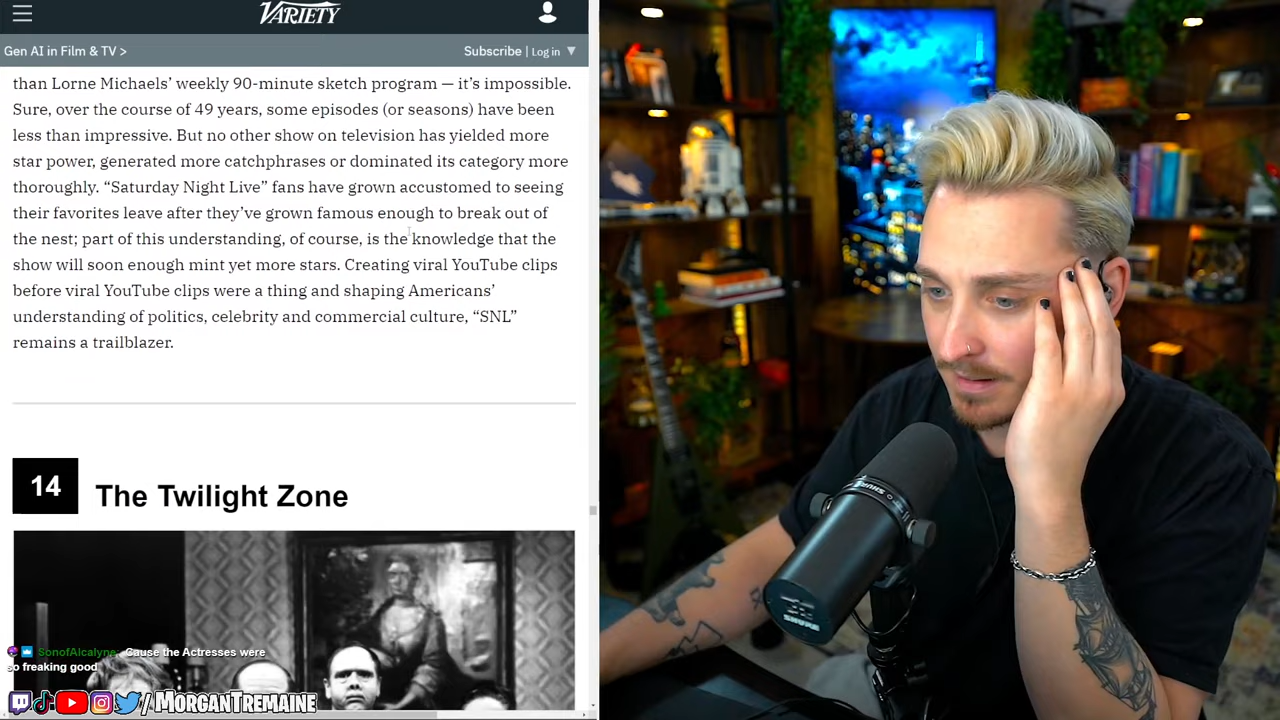 VARIETY
Gen AI in Film & TV >
Subscribe | Log in ▼
than Lorne Michaels’ weekly 90-minute sketch program — it’s impossible.
Sure, over the course of 49 years, some episodes (or seasons) have been
less than impressive. But no other show on television has yielded more
star power, generated more catchphrases or dominated its category more
thoroughly. “Saturday Night Live” fans have grown accustomed to seeing
their favorites leave after they’ve grown famous enough to break out of
the nest; part of this understanding, of course, is the knowledge that the
show will soon enough mint yet more stars. Creating viral YouTube clips
before viral YouTube clips were a thing and shaping Americans’
understanding of politics, celebrity and commercial culture, “SNL”
remains a trailblazer.
14
The Twilight Zone
SonofAlcalyne: Cause the Actresses were
so freaking good
/MorganTremaine
SHURE
SHURE